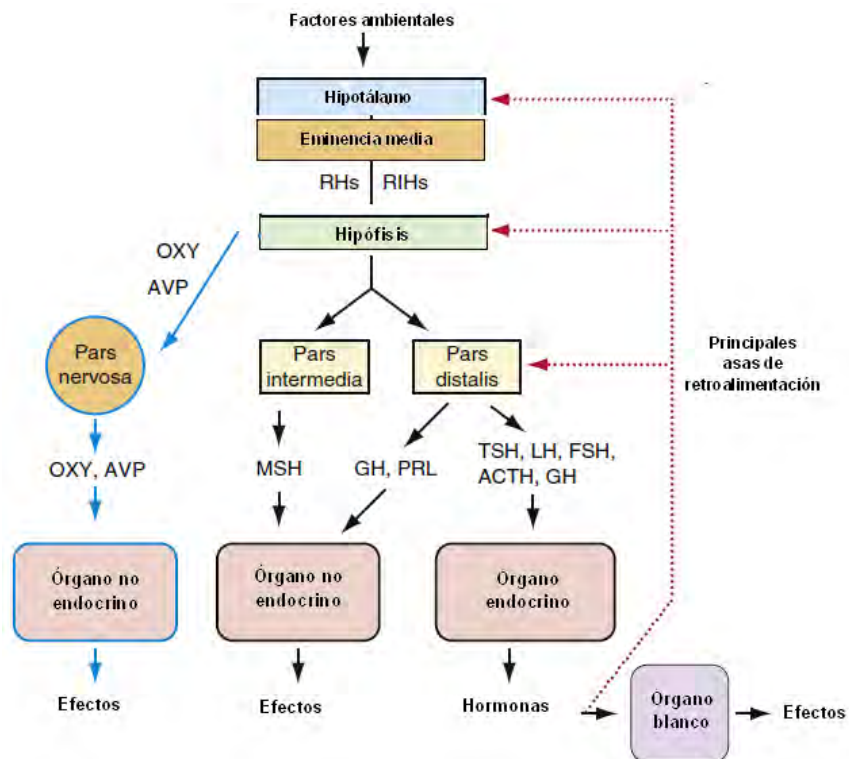 Factores ambientales
Hipotálamo
Eminencia media
RHs RIHs
Hipófisis
OXY
AVP
Pars
nervosa
Pars
intermedia
Pars
distalis
Principales
asas de
retroalimentación
OXY, AVP
MSH
GH, PRL
TSH, LH, FSH,
ACTH, GH
Órgano no
endocrino
Órgano no
endocrino
Órgano
endocrino
Efectos
Efectos
Hormonas
Órgano
blanco
Efectos